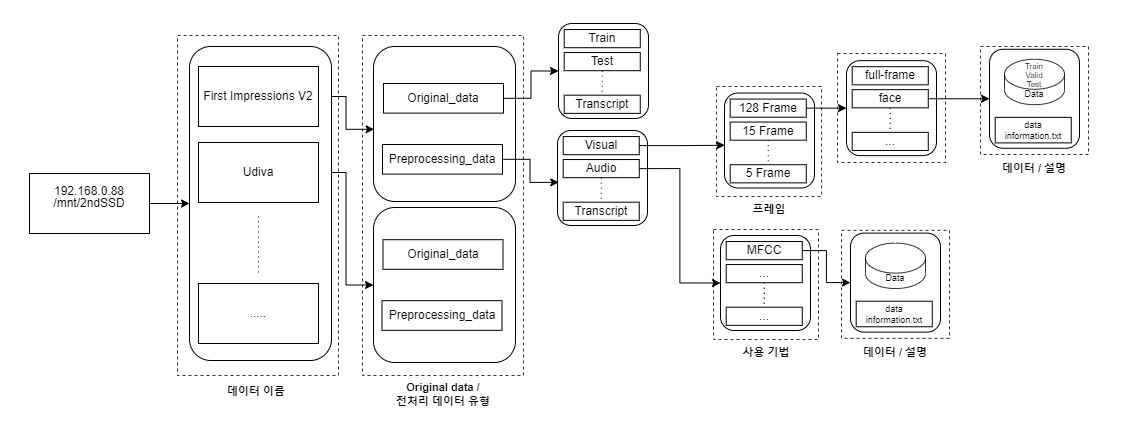 192.168.0.88
/mnt/2ndSSD
First Impressions V2
Udiva
.....
데이터 이름
Original_data
Preprocessing_data
Original_data
Preprocessing_data
Original data /
전처리 데이터 유형
Train
Test
Transcript
Visual
Audio
Transcript
128 Frame
15 Frame
5 Frame
프레임
full-frame
face
...
Train
Valid
Test
Data
data
information.txt
데이터 / 설명
MFCC
...
...
사용 기법
Data
data
information.txt
데이터 / 설명